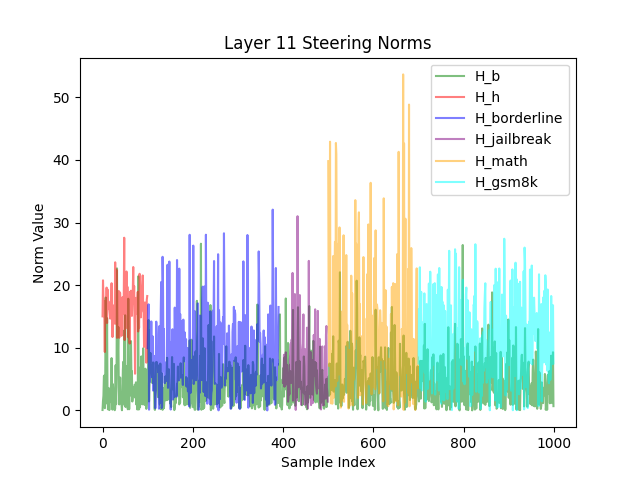 Layer 11 Steering Norms
H_b
H_h
H_borderline
H_jailbreak
H_math
H_gsm8k
Norm Value
50
40
30
20
10
0
0 200 400 600 800 1000
Sample Index